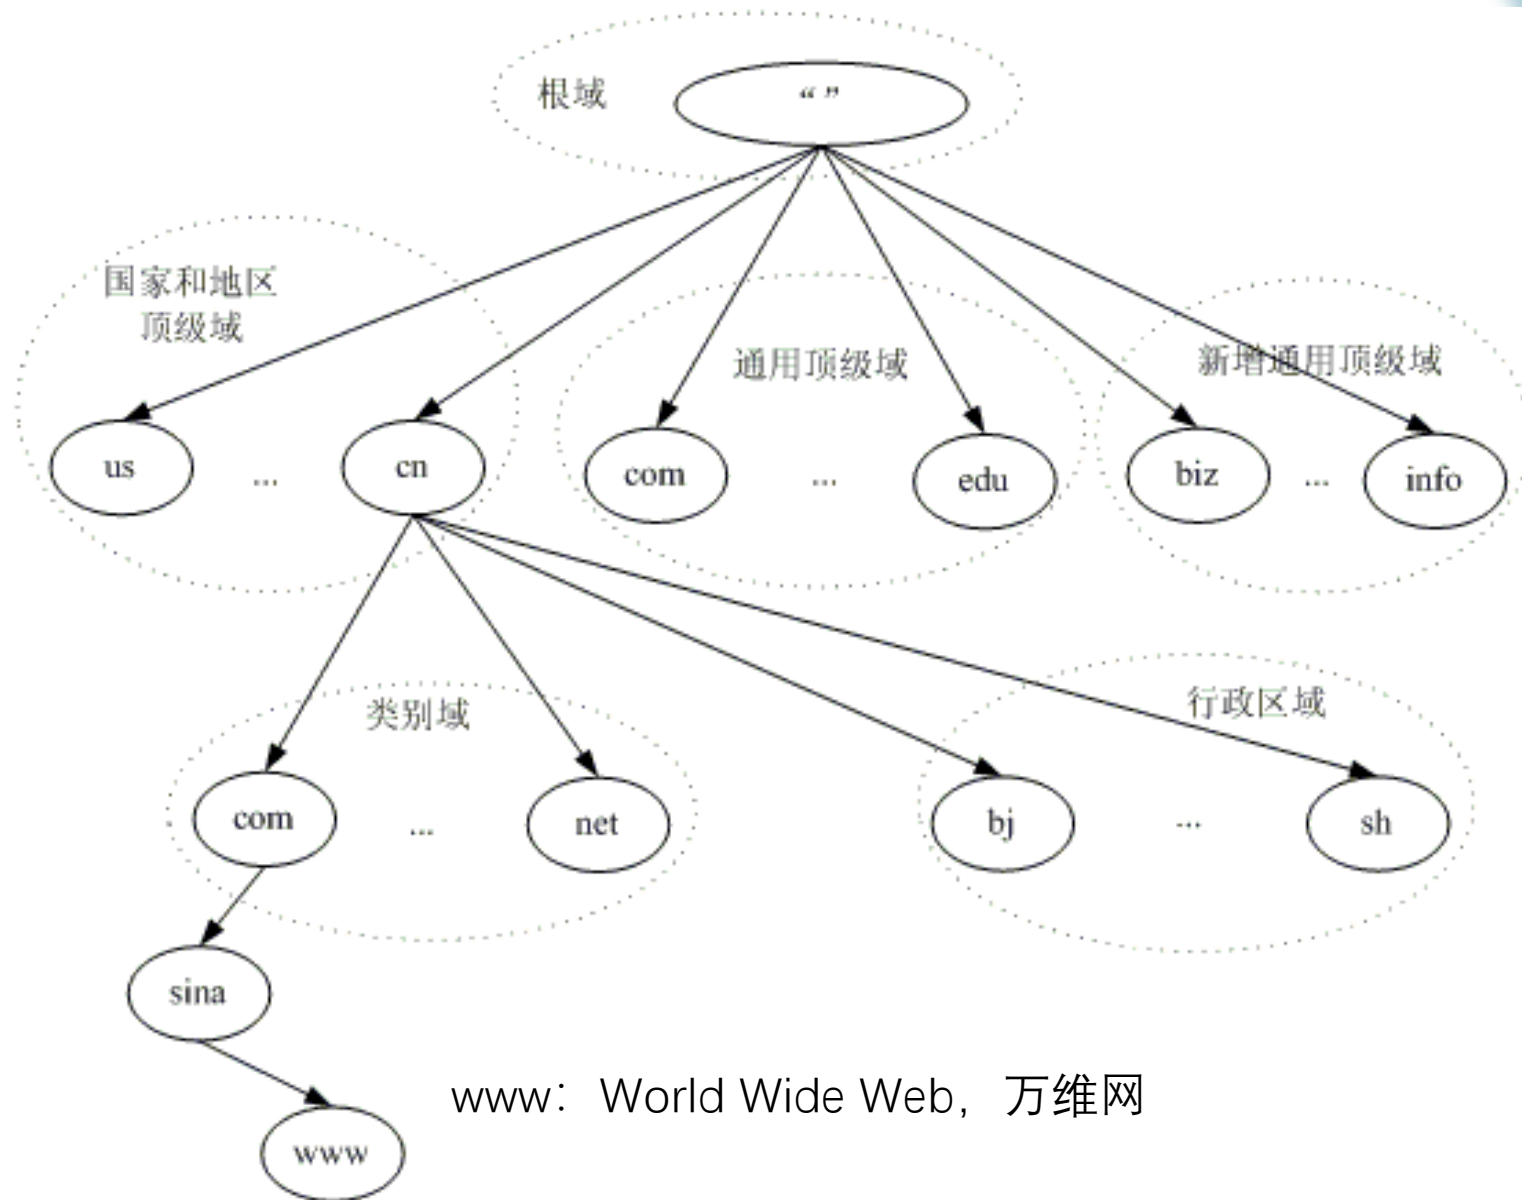 根域
“ ”
国家和地区
顶级域
通用顶级域
新增通用顶级域
us
...
cn
com
...
edu
biz
...
info
类别域
行政区域
com
...
net
bj
...
sh
sina
www：World Wide Web，万维网
www